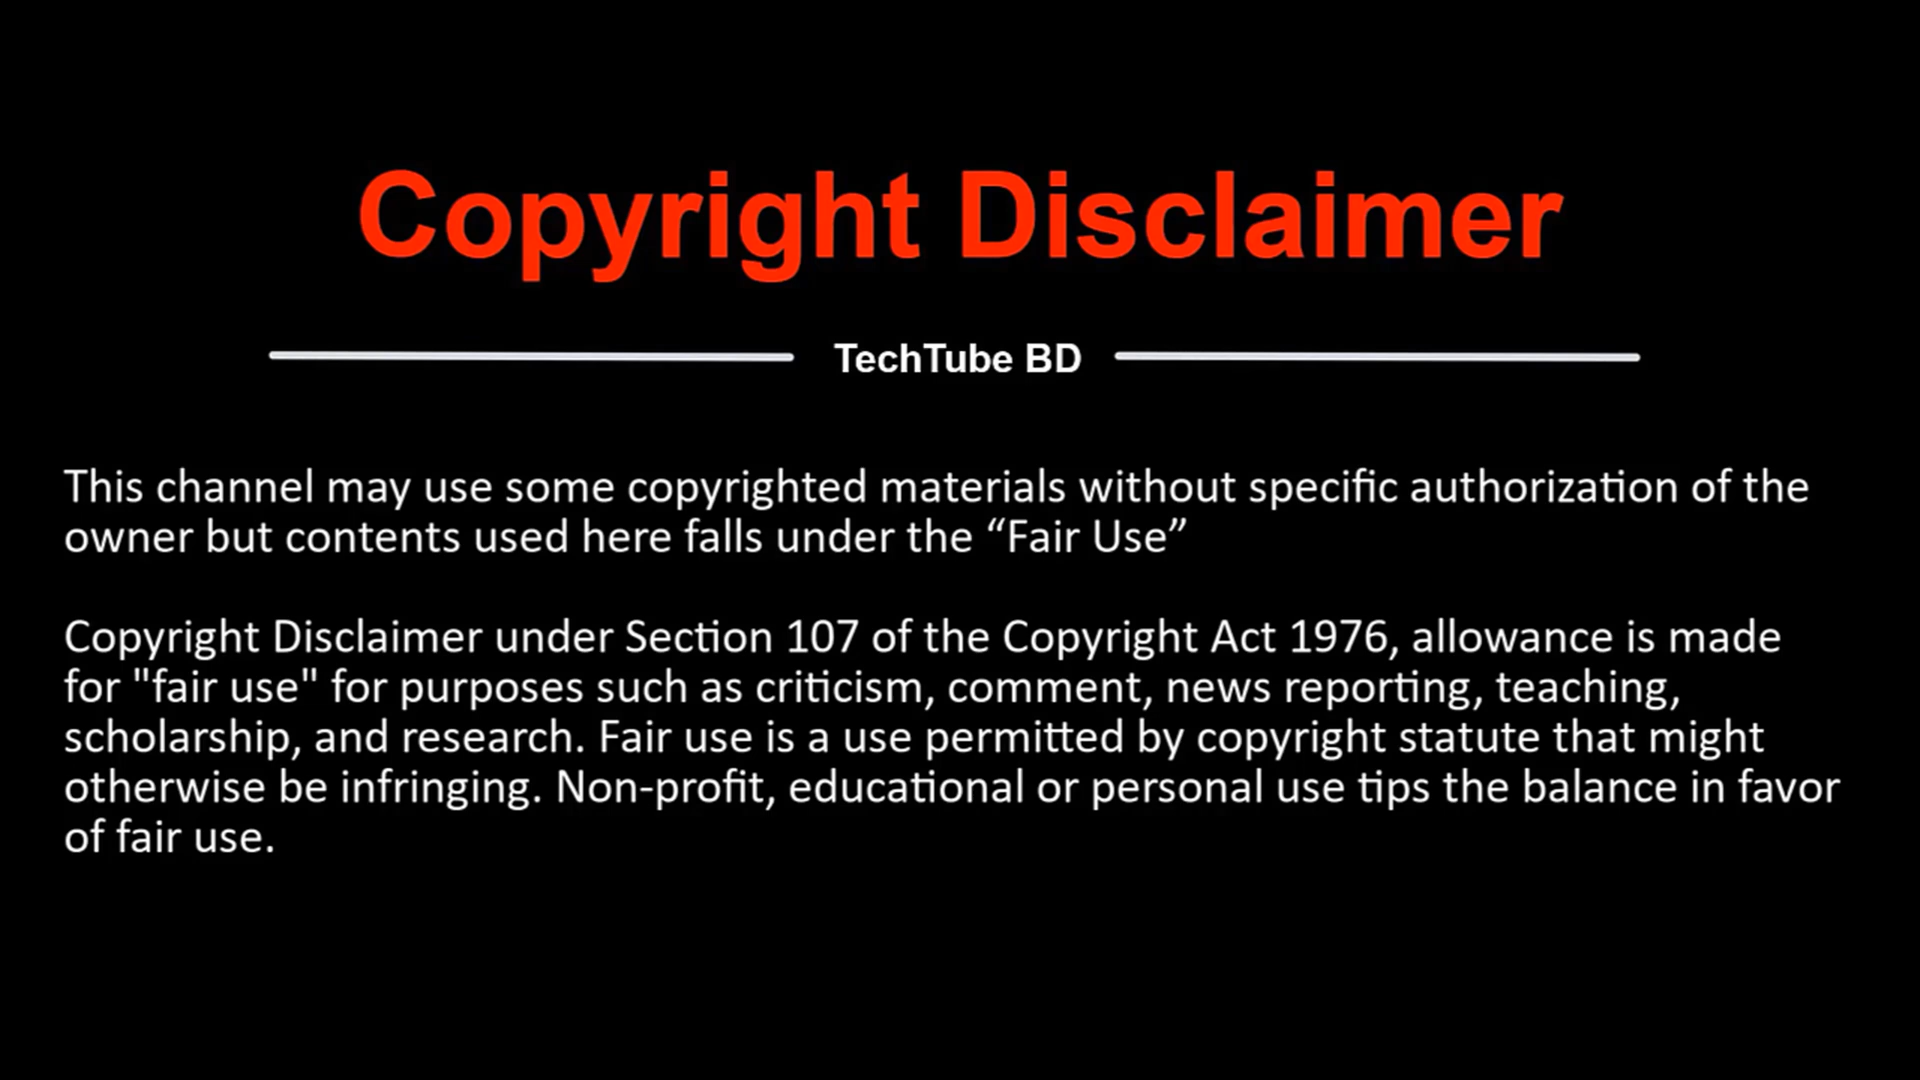 Copyright Disclaimer
TechTube BD
This channel may use some copyrighted materials without specific authorization of the
owner but contents used here falls under the “Fair Use”
Copyright Disclaimer under Section 107 of the Copyright Act 1976, allowance is made
for "fair use" for purposes such as criticism, comment, news reporting, teaching,
scholarship, and research. Fair use is a use permitted by copyright statute that might
otherwise be infringing. Non-profit, educational or personal use tips the balance in favor
of fair use.